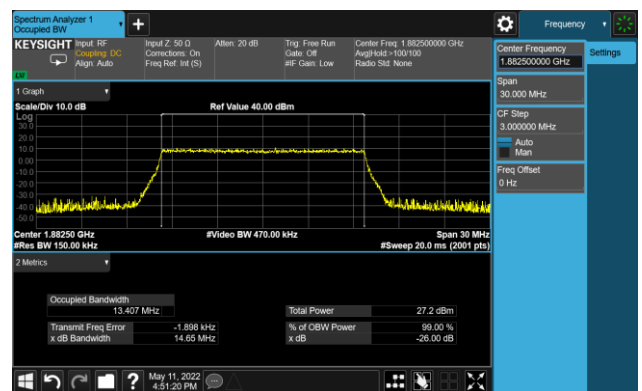 Spectrum Analyzer 1
Occupied BW
+
Frequency
KEYSIGHT
Input: RF
Coupling: DC
Align: Auto
Input Z: 50 Ω
Corrections: On
Freq Ref: Int (S)
Atten: 20 dB
Trig: Free Run
Gate: Off
#IF Gain: Low
Center Freq: 1.882500000 GHz
Avg|Hold:>100/100
Radio Std: None
Center Frequency
1.882500000 GHz
Settings
Span
30.000 MHz
CF Step
3.000000 MHz
Auto
Man
Freq Offset
0 Hz
1 Graph
Scale/Div 10.0 dB
Ref Value 40.00 dBm
Log
30.0
20.0
10.0
0.00
-10.0
-20.0
-30.0
-40.0
-50.0
Center 1.88250 GHz
#Video BW 470.00 kHz
Span 30 MHz
#Res BW 150.00 kHz
#Sweep 20.0 ms (2001 pts)
2 Metrics
Occupied Bandwidth
13.407 MHz
Total Power
27.2 dBm
Transmit Freq Error
-1.898 kHz
% of OBW Power
99.00 %
x dB Bandwidth
14.65 MHz
x dB
-26.00 dB
?
May 11, 2022
4:51:20 PM